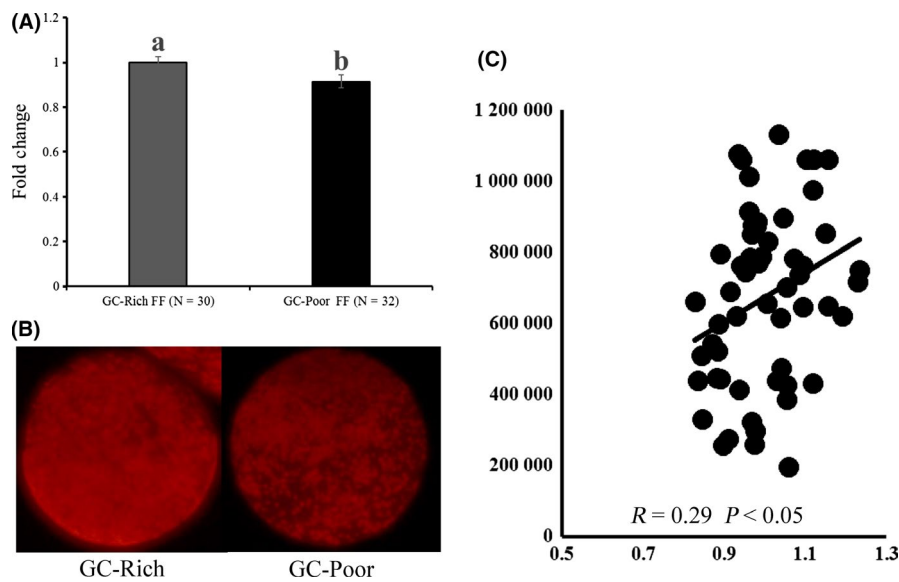 (A)
1.2
1
0.8
0.6
0.4
0.2
0
Fold change
a
b
GC-Rich FF (N = 30)
GC-Poor FF (N = 32)
(B)
GC-Rich
GC-Poor
(C)
1 200 000
1 000 000
800 000
600 000
400 000
200 000
0
R = 0.29 P < 0.05
0.5
0.7
0.9
1.1
1.3